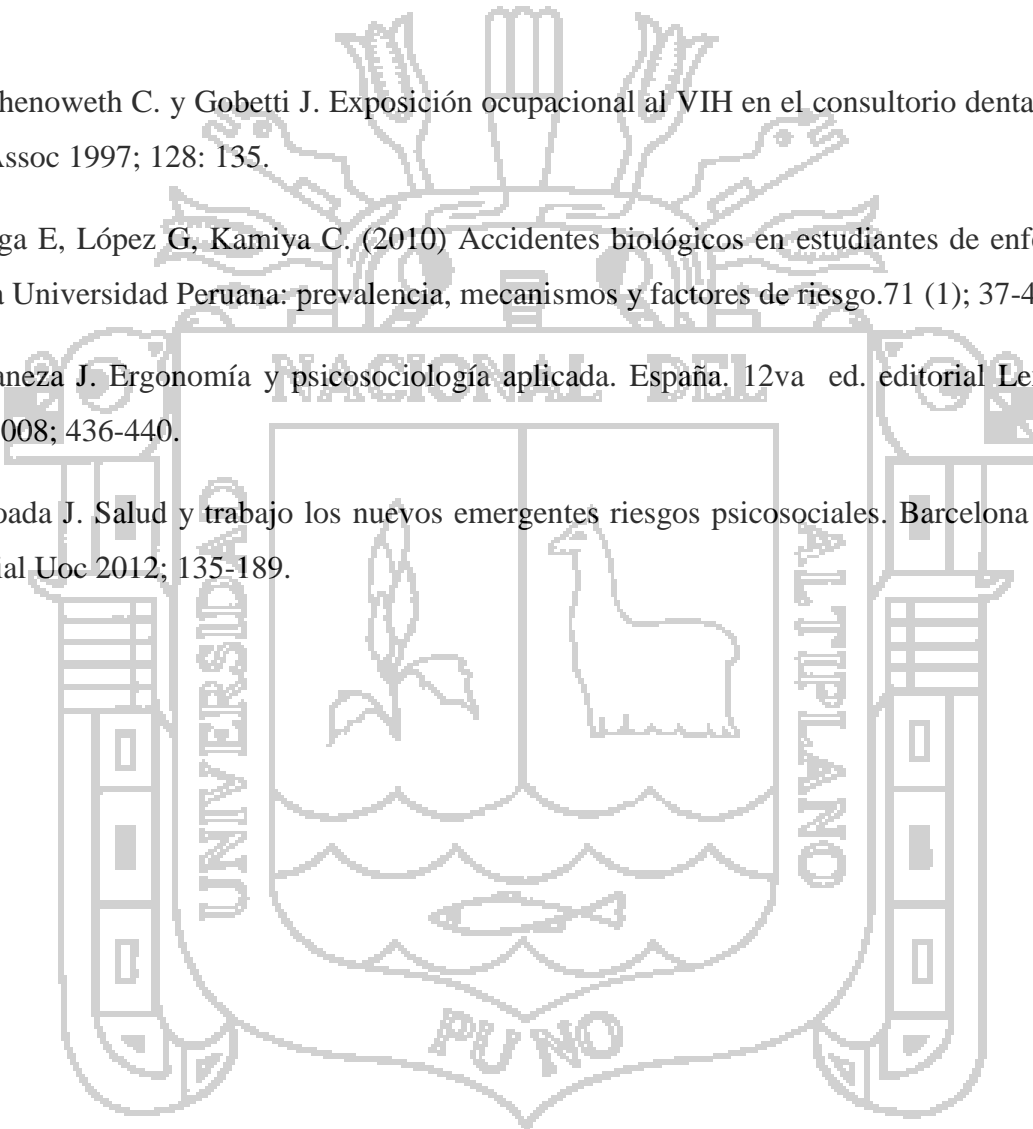 henoweth C. y Gobetti J. Exposición ocupacional al VIH en el consultorio denta
Assoc 1997; 128: 135.
ga E, López G, Kamiya C. (2010) Accidentes biológicos en estudiantes de enf
a Universidad Peruana: prevalencia, mecanismos y factores de riesgo.71 (1); 37-4
aneza J. Ergonomía y psicosociología aplicada. España. 12va ed. editorial Le
008; 436-440.
oada J. Salud y trabajo los nuevos emergentes riesgos psicosociales. Barcelona
ial Uoc 2012; 135-189.
NACIONAL DEL
UNIVERSIDAD
ALTIPLANO
PUNO